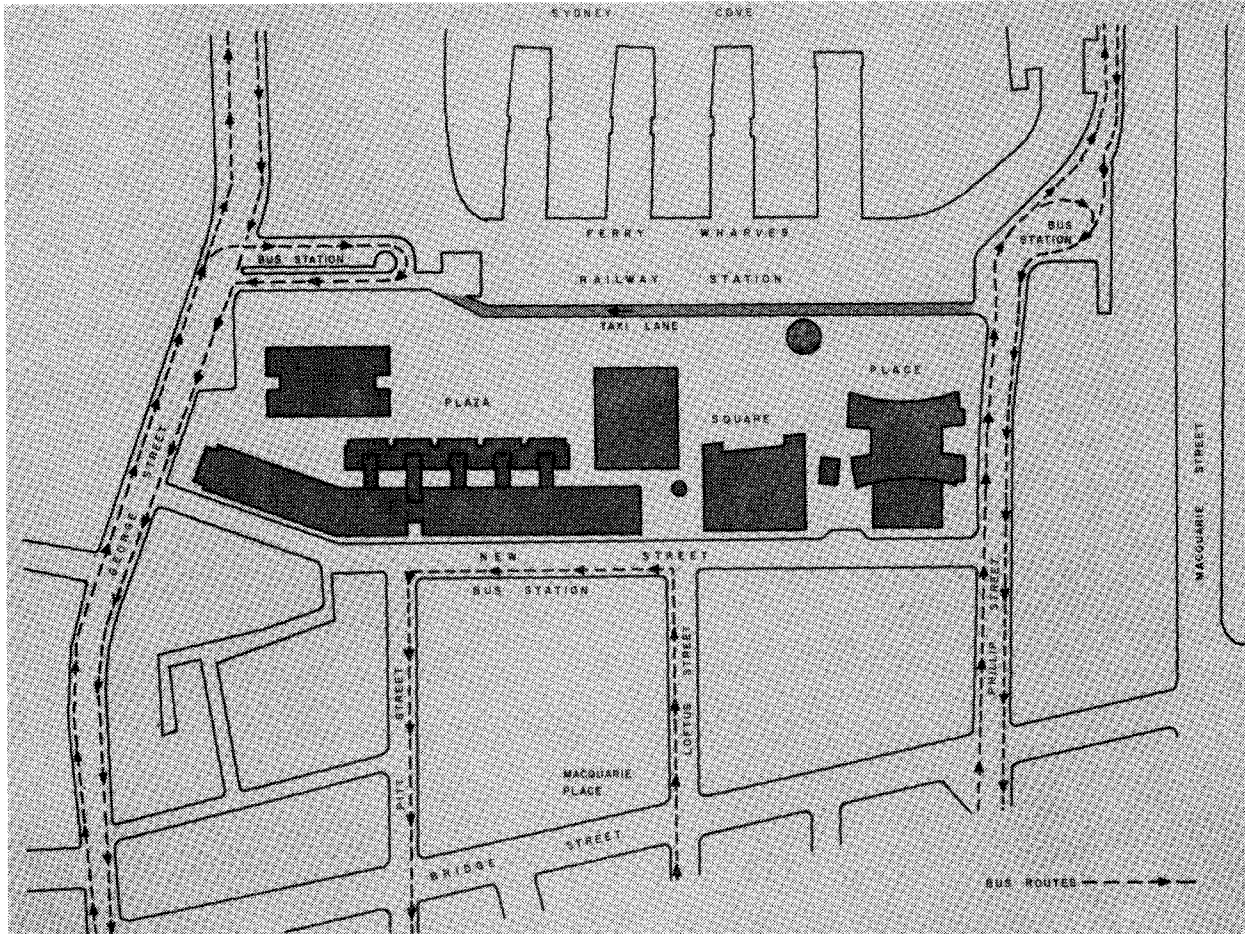 SYDNEY COVE
FERRY WHARVES
BUS STATION
BUS STATION
RAILWAY STATION
TAXI LANE
PLACE
PLAZA
SQUARE
GEORGE STREET
MACQUARIE STREET
NEW STREET
BUS STATION
PHILLIP STREET
PITT STREET
LOFTUS STREET
MACQUARIE
PLACE
BRIDGE STREET
BUS ROUTES